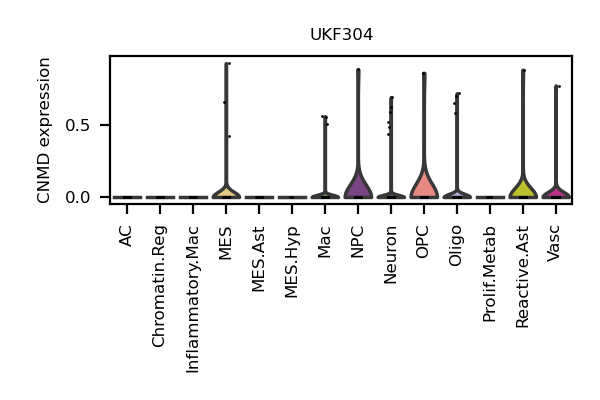 UKF304
CNMD expression
0.5
0.0
AC
Chromatin.Reg
Inflammatory.Mac
MES
MES.Ast
MES.Hyp
Mac
NPC
Neuron
OPC
Oligo
Prolif.Metab
Reactive.Ast
Vasc